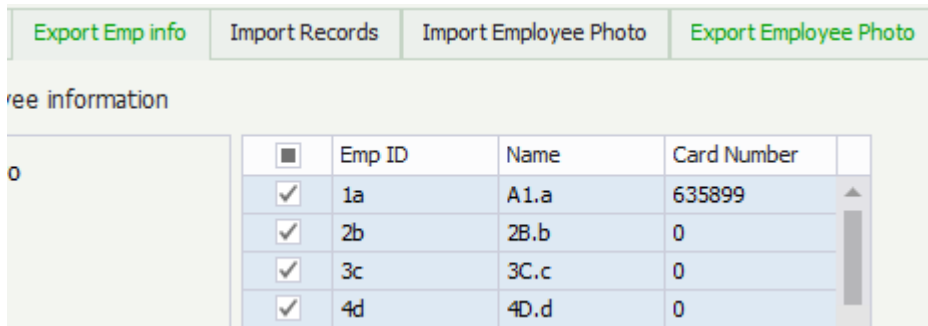 Export Emp info Import Records Import Employee Photo Export Employee Photo
yee information
o
Emp ID Name Card Number
1a A1.a 635899
2b 2B.b 0
3c 3C.c 0
4d 4D.d 0